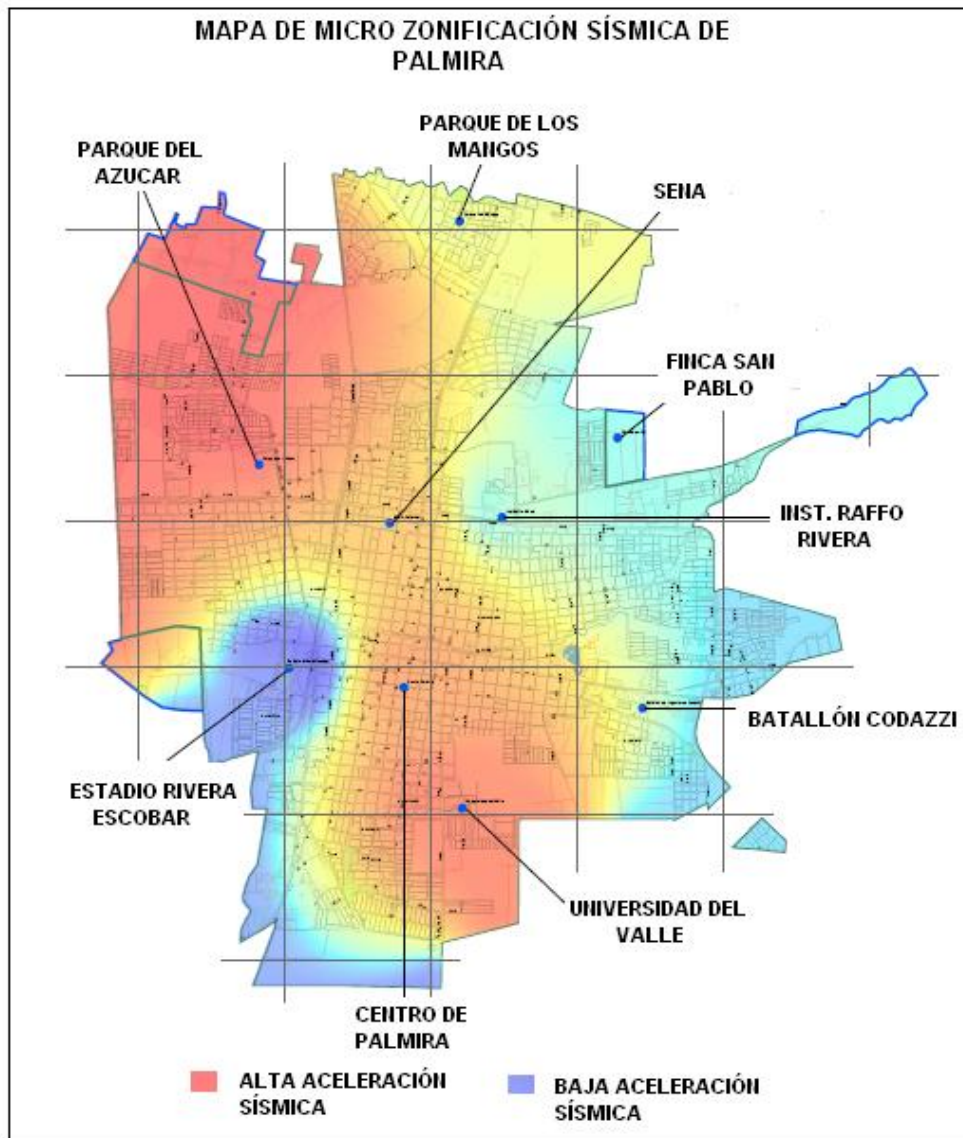 MAPA DE MICRO ZONIFICACIÓN SÍSMICA DE
PALMIRA
PARQUE DE LOS
MANGOS
PARQUE DEL
AZUCAR
SENA
FINCA SAN
PABLO
INST. RAFFO
RIVERA
BATALLÓN CODAZZI
ESTADIO RIVERA
ESCOBAR
UNIVERSIDAD DEL
VALLE
CENTRO DE
PALMIRA
ALTA ACELERACIÓN
SÍSMICA
BAJA ACELERACIÓN
SÍSMICA